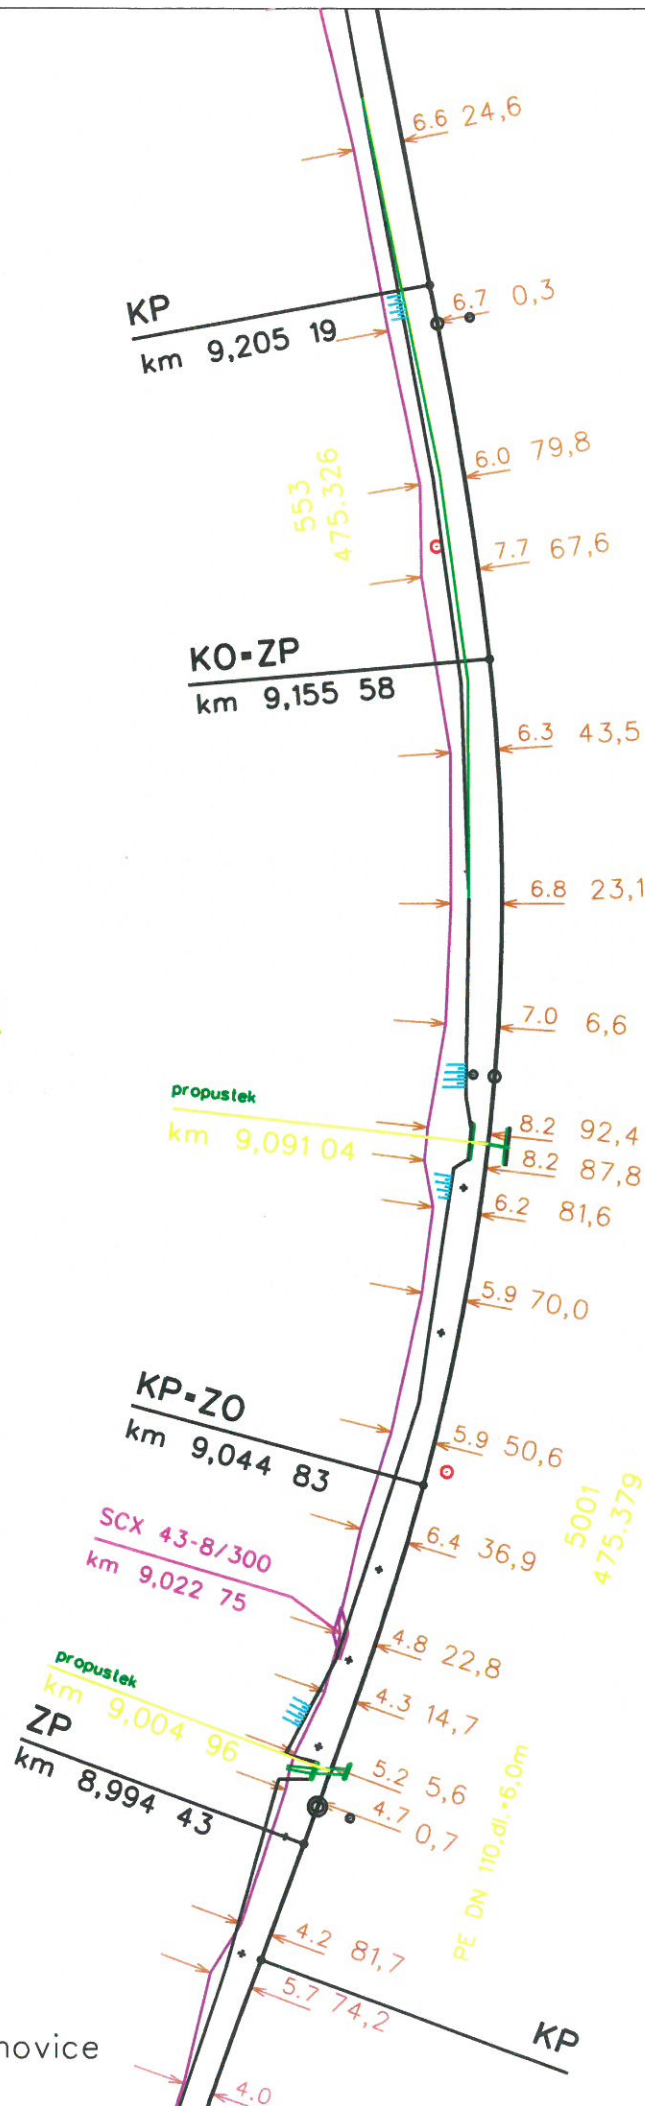 6.6 24,6
KP
km 9,205 19
6.7 0,3
6.0 79,8
553
475.326
7.7 67,6
KO=ZP
km 9,155 58
6.3 43,5
6.8 23,1
7.0 6,6
propustek
km 9,091 04
8.2 92,4
8.2 87,8
6.2 81,6
5.9 70,0
KP=ZO
km 9,044 83
5.9 50,6
5001
475.379
SCX 43-8/300
km 9,022 75
6.4 36,9
4.8 22,8
propustek
km 9,004 96
4.3 14,7
ZP
km 8,994 43
5.2 5,6
4.7 0,7
PE DN 110,dl.=6,0m
4.2 81,7
5.7 74,2
KP
novice
4.0